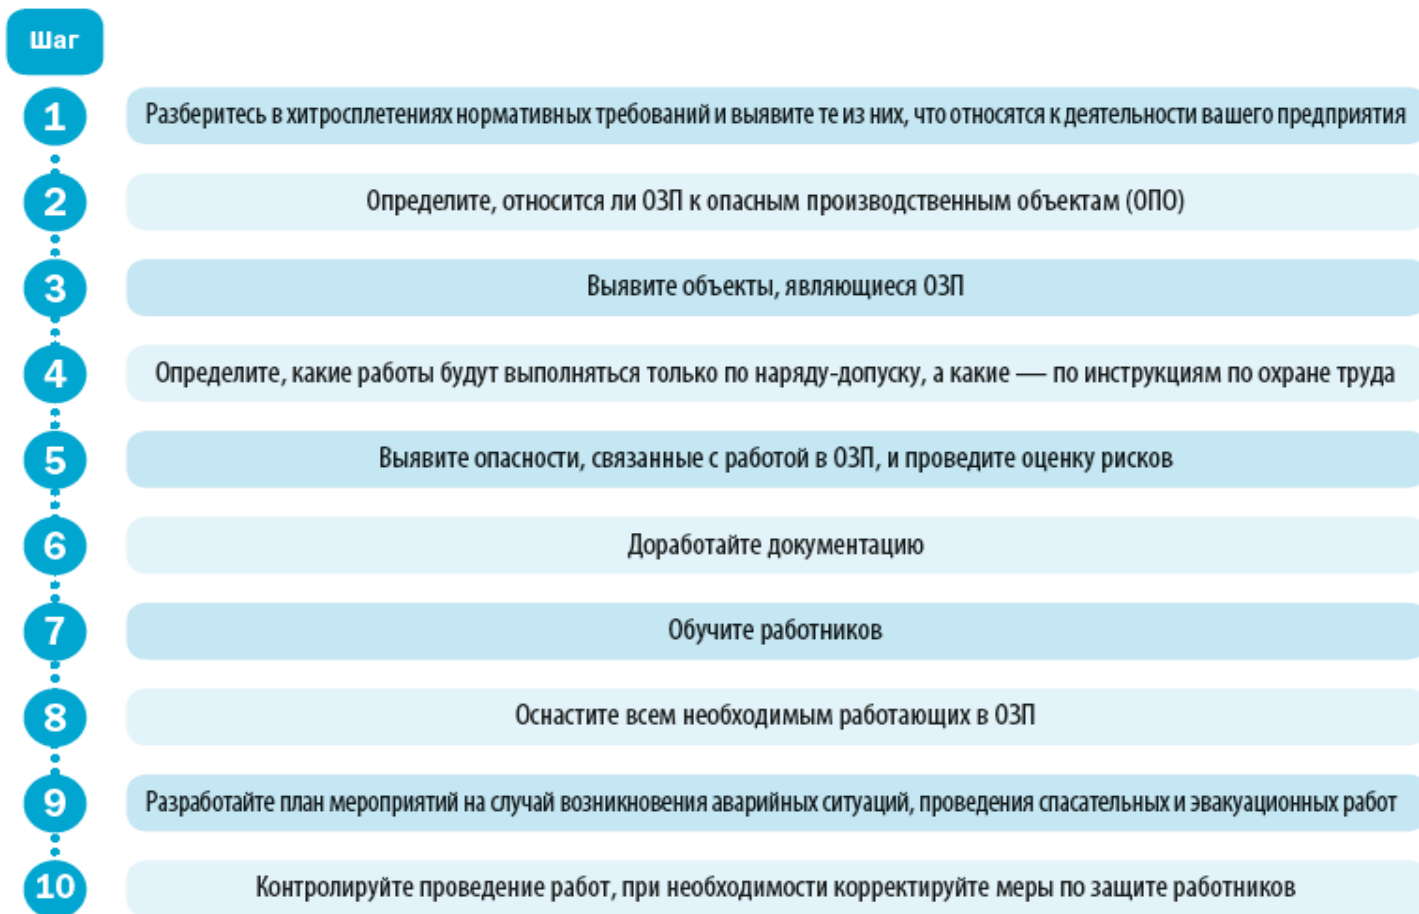 Шаг
1 Разберитесь в хитросплетениях нормативных требований и выявите те из них, что относятся к деятельности вашего предприятия
2 Определите, относится ли ОЗП к опасным производственным объектам (ОПО)
3 Выявите объекты, являющиеся ОЗП
4 Определите, какие работы будут выполняться только по наряду-допуску, а какие — по инструкциям по охране труда
5 Выявите опасности, связанные с работой в ОЗП, и проведите оценку рисков
6 Доработайте документацию
7 Обучите работников
8 Оснастите всем необходимым работающих в ОЗП
9 Разработайте план мероприятий на случай возникновения аварийных ситуаций, проведения спасательных и эвакуационных работ
10 Контролируйте проведение работ, при необходимости корректируйте меры по защите работников